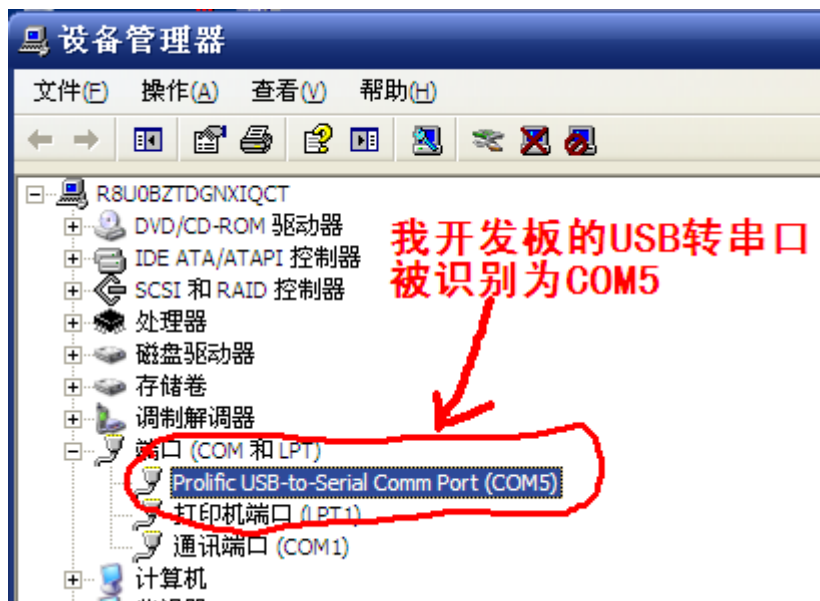 设备管理器
文件(F) 操作(A) 查看(V) 帮助(H)
R8U0BZTDGNXIQCT
DVD/CD-ROM 驱动器
IDE ATA/ATAPI 控制器
SCSI 和 RAID 控制器
处理器
磁盘驱动器
存储卷
调制解调器
端口 (COM 和 LPT)
Prolific USB-to-Serial Comm Port (COM5)
打印机端口 (LPT1)
通讯端口 (COM1)
计算机
我开发板的USB转串口
被识别为COM5